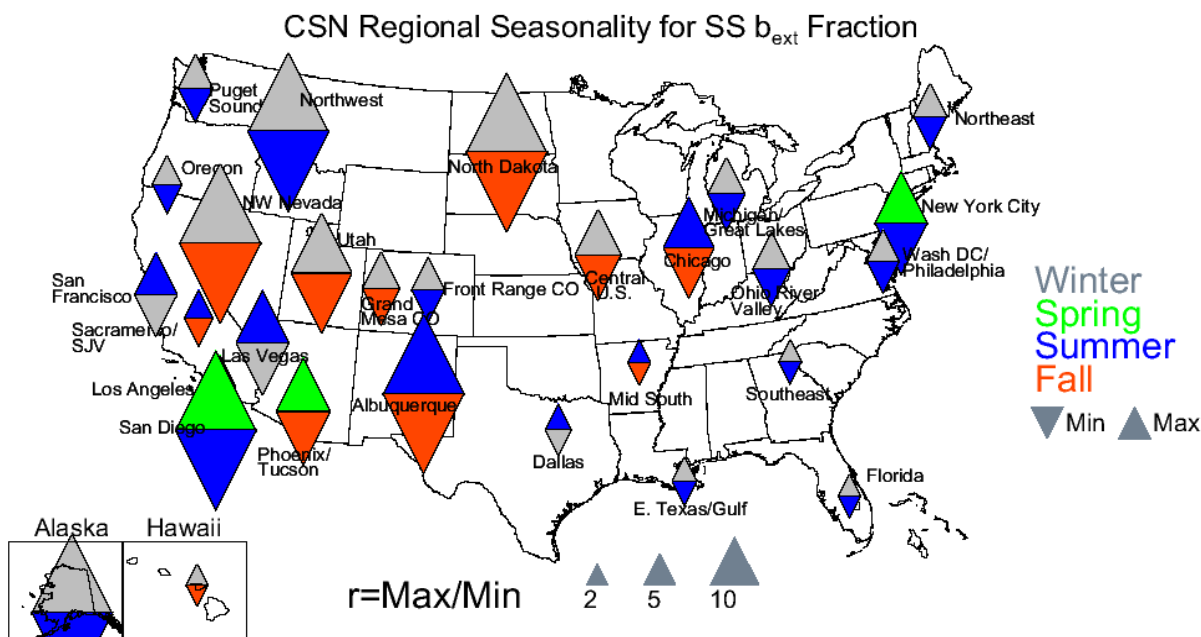 CSN Regional Seasonality for SS bext Fraction
Puget
Sound
Northwest
North Dakota
Northeast
Oregon
NW Nevada
Utah
Michigan/
Great Lakes
New York City
San
Francisco
Grand
Mesa CO
Front Range CO
Central
U.S.
Chicago
Ohio River
Valley
Wash DC/
Philadelphia
Sacramento/
SJV
Las Vegas
Los Angeles
San Diego
Albuquerque
Mid South
Southeast
Phoenix/
Tucson
Dallas
E. Texas/Gulf
Florida
Winter
Spring
Summer
Fall
Min Max
Alaska Hawaii
r=Max/Min 2 5 10